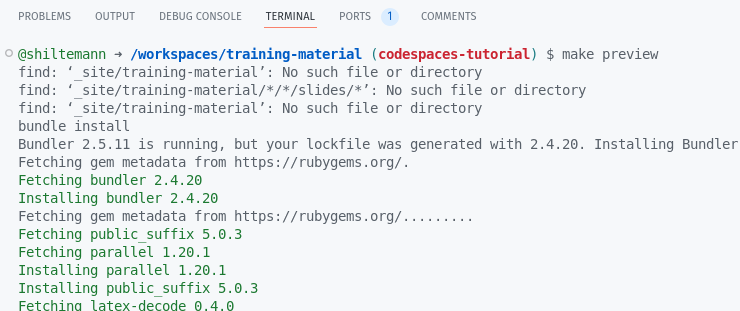 PROBLEMS OUTPUT DEBUG CONSOLE TERMINAL PORTS 1 COMMENTS
@shiltemann ➜ /workspaces/training-material (codespaces-tutorial) $ make preview
find: ‘_site/training-material’: No such file or directory
find: ‘_site/training-material/*/*/slides/*’: No such file or directory
find: ‘_site/training-material’: No such file or directory
bundle install
Bundler 2.5.11 is running, but your lockfile was generated with 2.4.20. Installing Bundler
Fetching gem metadata from https://rubygems.org/.
Fetching bundler 2.4.20
Installing bundler 2.4.20
Fetching gem metadata from https://rubygems.org/.........
Fetching public_suffix 5.0.3
Fetching parallel 1.20.1
Installing parallel 1.20.1
Installing public_suffix 5.0.3
Fetching latex-decode 0.4.0